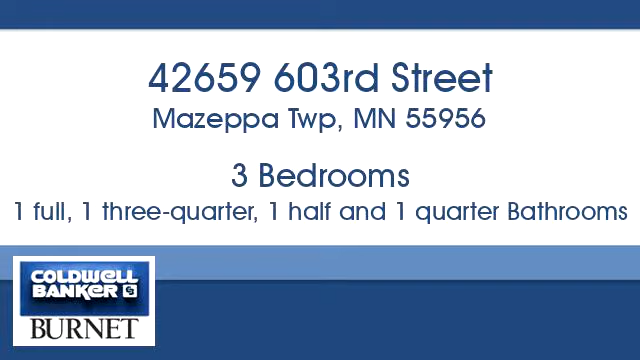 42659 603rd Street
Mazeppa Twp, MN 55956
3 Bedrooms
1 full, 1 three-quarter, 1 half and 1 quarter Bathrooms
COLDWELL
BANKER
BURNET